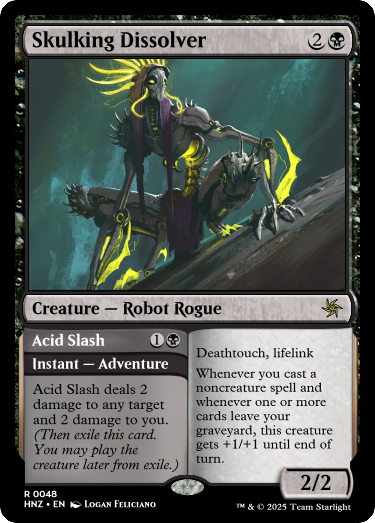 Skulking Dissolver 2
Creature — Robot Rogue
Acid Slash 1
Instant — Adventure
Acid Slash deals 2
damage to any target
and 2 damage to you.
(Then exile this card.
You may play the
creature later from exile.)
Deathtouch, lifelink
Whenever you cast a
noncreature spell and
whenever one or more
cards leave your
graveyard, this creature
gets +1/+1 until end of
turn.
2/2
R 0048
HNZ • EN LOGAN FELICIANO
™ & © 2025 Team Starlight